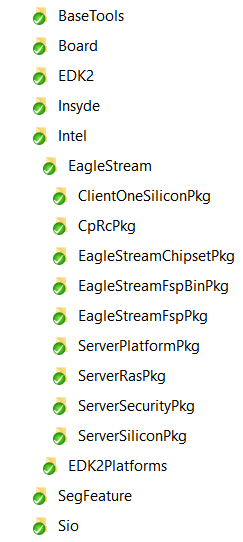 BaseTools
Board
EDK2
Insyde
Intel
EagleStream
ClientOneSiliconPkg
CpRcPkg
EagleStreamChipsetPkg
EagleStreamFspBinPkg
EagleStreamFspPkg
ServerPlatformPkg
ServerRasPkg
ServerSecurityPkg
ServerSiliconPkg
EDK2Platforms
SegFeature
Sio